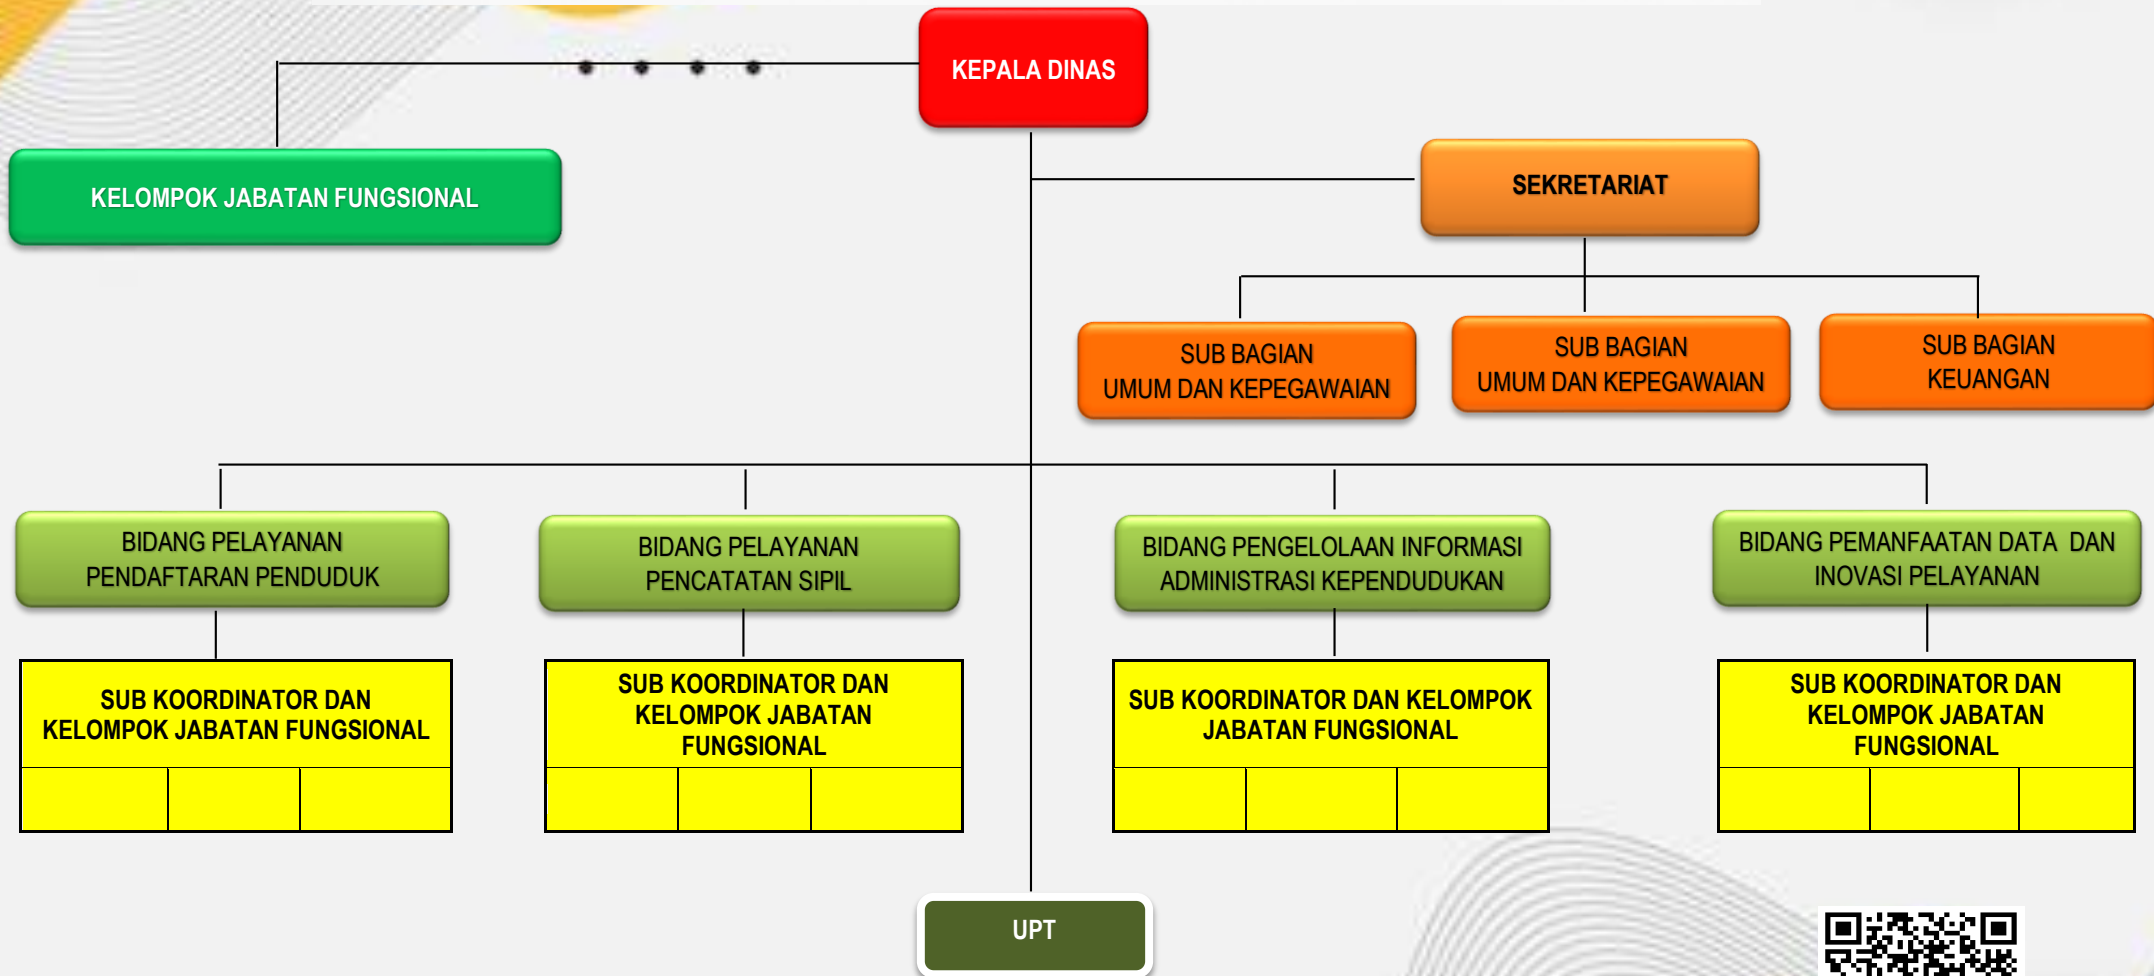 KEPALA DINAS
KELOMPOK JABATAN FUNGSIONAL
SEKRETARIAT
SUB BAGIAN
UMUM DAN KEPEGAWAIAN
SUB BAGIAN
UMUM DAN KEPEGAWAIAN
SUB BAGIAN
KEUANGAN
BIDANG PELAYANAN
PENDAFTARAN PENDUDUK
BIDANG PELAYANAN
PENCATATAN SIPIL
BIDANG PENGELOLAAN INFORMASI
ADMINISTRASI KEPENDUDUKAN
BIDANG PEMANFAATAN DATA  DAN
INOVASI PELAYANAN
SUB KOORDINATOR DAN
KELOMPOK JABATAN FUNGSIONAL
SUB KOORDINATOR DAN
KELOMPOK JABATAN
FUNGSIONAL
SUB KOORDINATOR DAN KELOMPOK
JABATAN FUNGSIONAL
SUB KOORDINATOR DAN
KELOMPOK JABATAN
FUNGSIONAL
UPT